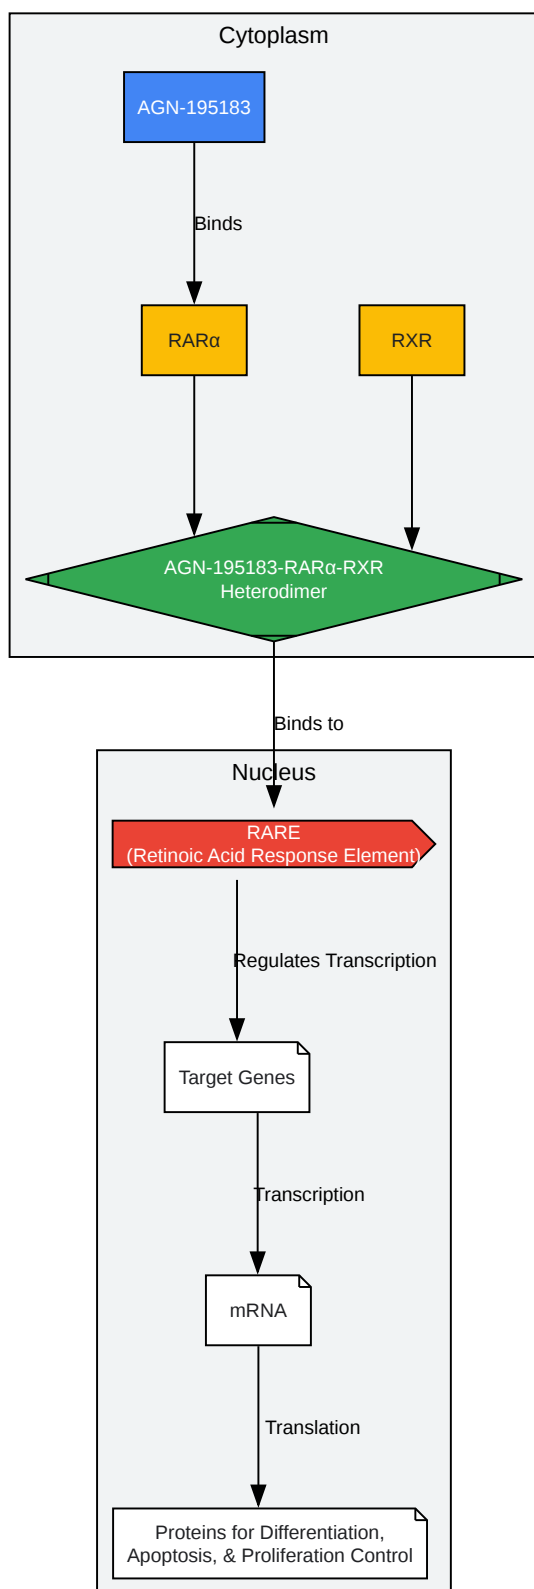 Cytoplasm
AGN-195183
Binds
RARα
RXR
AGN-195183-RARα-RXR
Heterodimer
Binds to
Nucleus
RARE
(Retinoic Acid Response Element)
Regulates Transcription
Target Genes
Transcription
mRNA
Translation
Proteins for Differentiation,
Apoptosis, & Proliferation Control